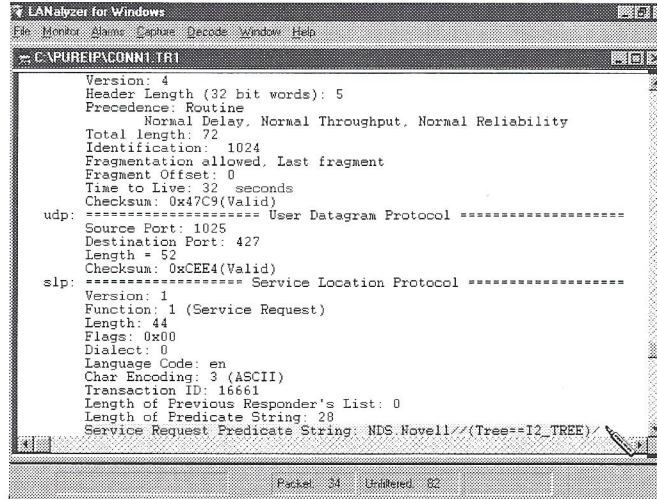 LANalyzer for Windows
File Monitor Alarms Capture Decode Window Help
C:\PUREIP\CONN1.TR1
Version: 4
Header Length (32 bit words): 5
Precedence: Routine
Normal Delay, Normal Throughput, Normal Reliability
Total length: 72
Identification: 1024
Fragmentation allowed, Last fragment
Fragment Offset: 0
Time to Live: 32 seconds
Checksum: 0x47C9(Valid)
udp: ==================== User Datagram Protocol ===================
Source Port: 1025
Destination Port: 427
Length = 52
Checksum: 0xCEE4(Valid)
slp: ================== Service Location Protocol ==================
Version: 1
Function: 1 (Service Request)
Length: 44
Flags: 0x00
Dialect: 0
Language Code: en
Char Encoding: 3 (ASCII)
Transaction ID: 16661
Length of Previous Responder's List: 0
Length of Predicate String: 28
Service Request Predicate String: NDS.Novell//(Tree==I2_TREE)/
Packet: 34 Unfiltered: 82